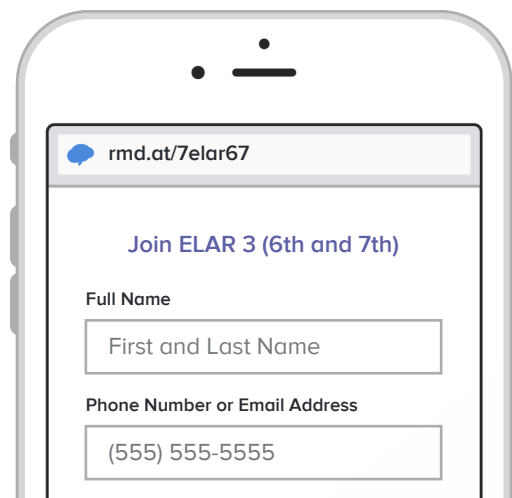 rmd.at/7elar67
Join ELAR 3 (6th and 7th)
Full Name
First and Last Name
Phone Number or Email Address
(555) 555-5555